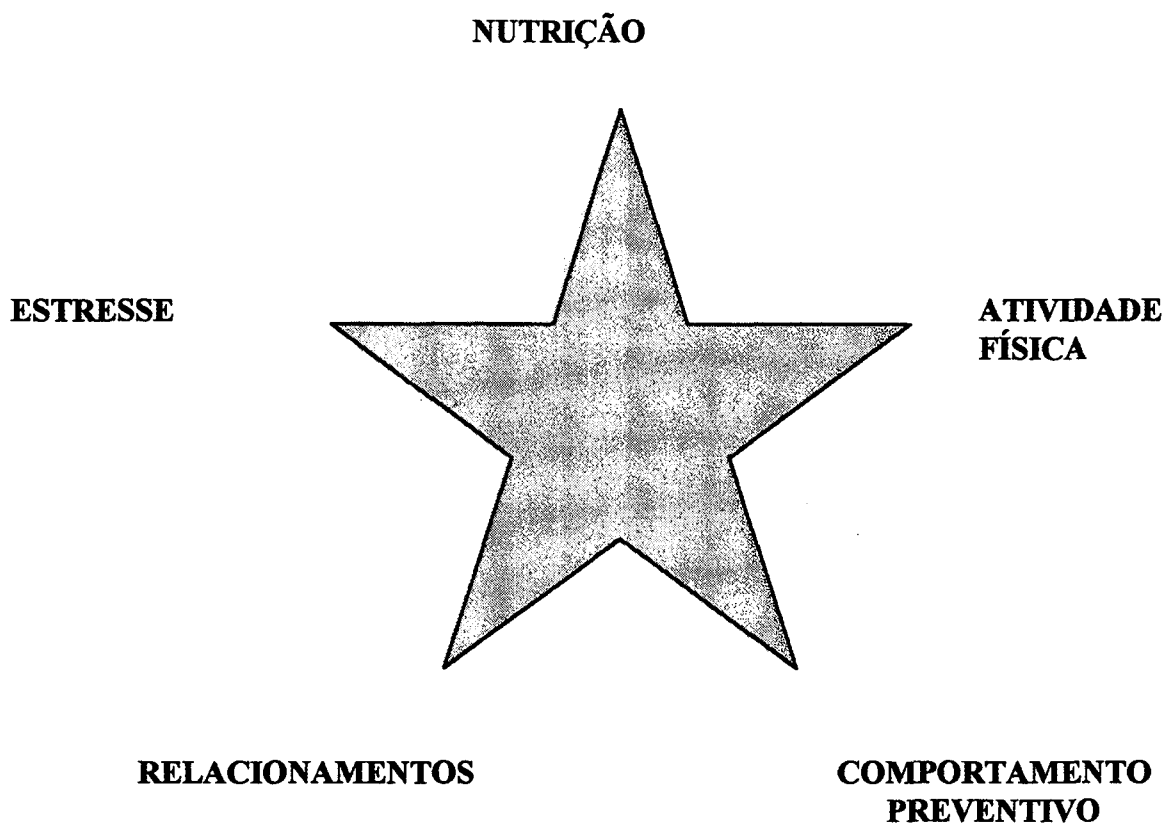 NUTRIÇÃO
ESTRESSE
ATIVIDADE
FÍSICA
RELACIONAMENTOS
COMPORTAMENTO
PREVENTIVO